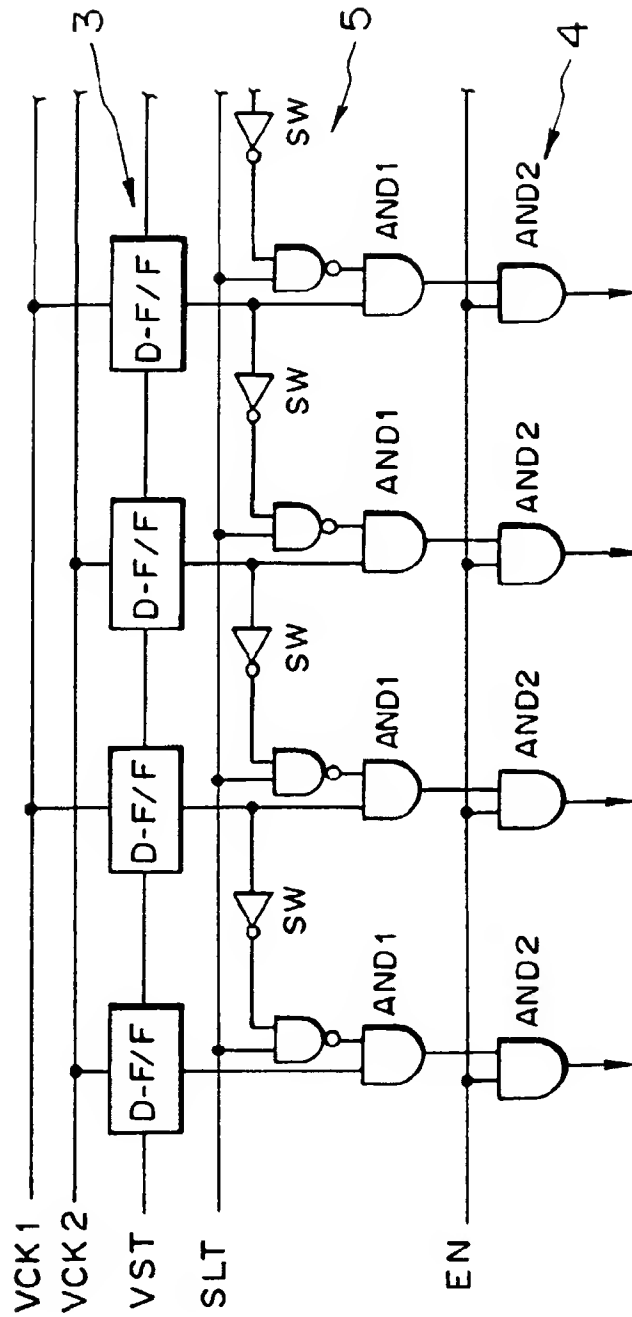 3
VCK1
VCK2
VST
D-F/F
D-F/F
D-F/F
D-F/F
SLT
SW
SW
SW
SW
5
AND1
AND1
AND1
AND1
EN
AND2
AND2
AND2
AND2
4